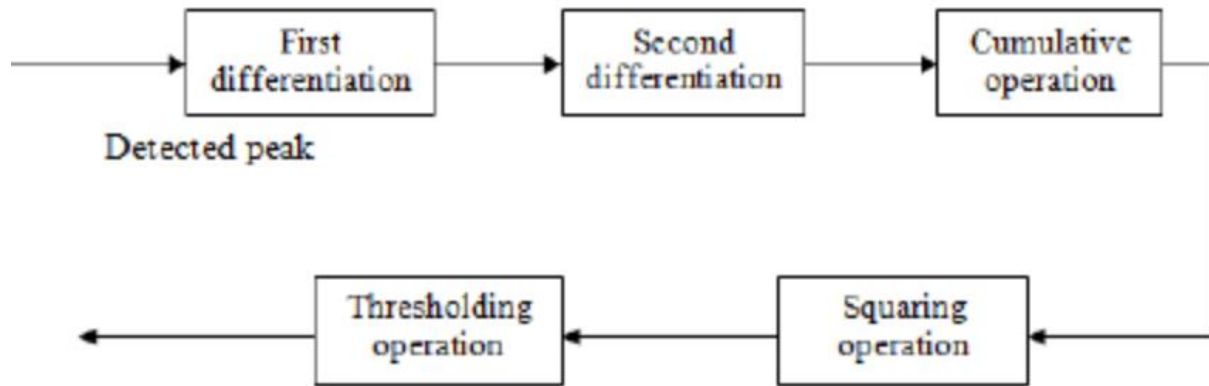 First
differentiation
Second
differentiation
Cumulative
operation
Detected peak
Thresholding
operation
Squaring
operation